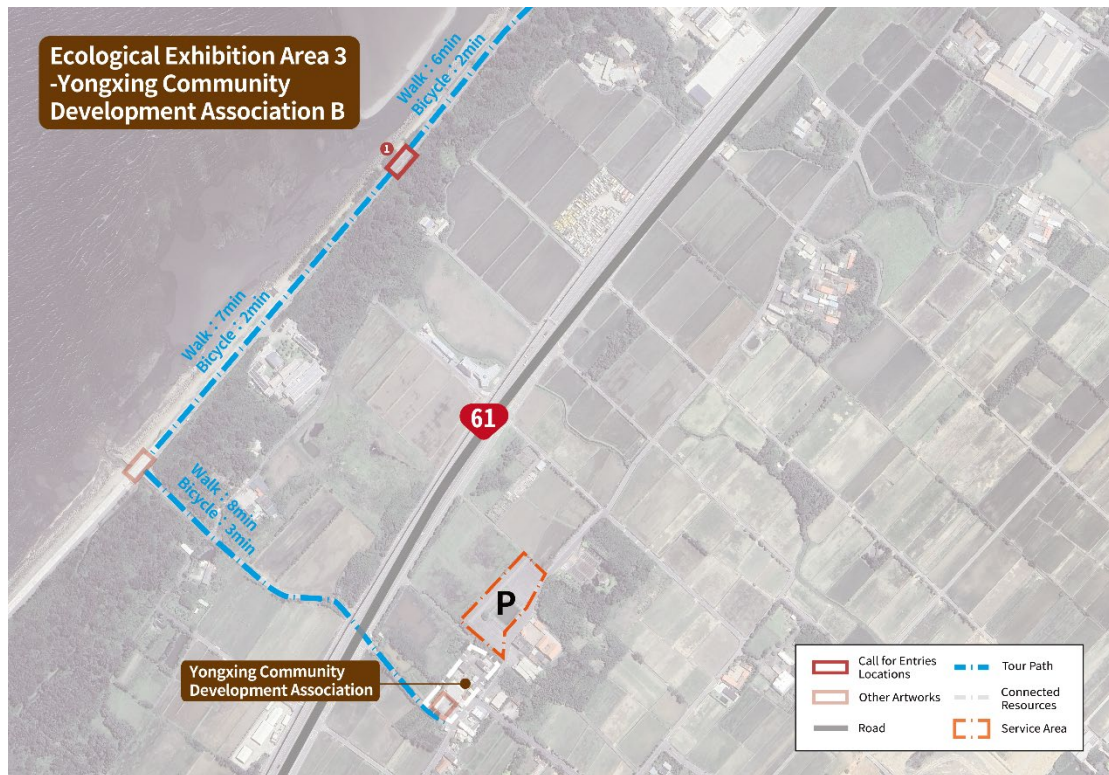 Ecological Exhibition Area 3
-Yongxing Community
Development Association B
Walk：6min
Bicycle：2min
1
Walk：7min
Bicycle：2min
61
Walk：8min
Bicycle：3min
P
Yongxing Community
Development Association
Call for Entries
Locations
Tour Path
Other Artworks
Connected
Resources
Road
Service Area